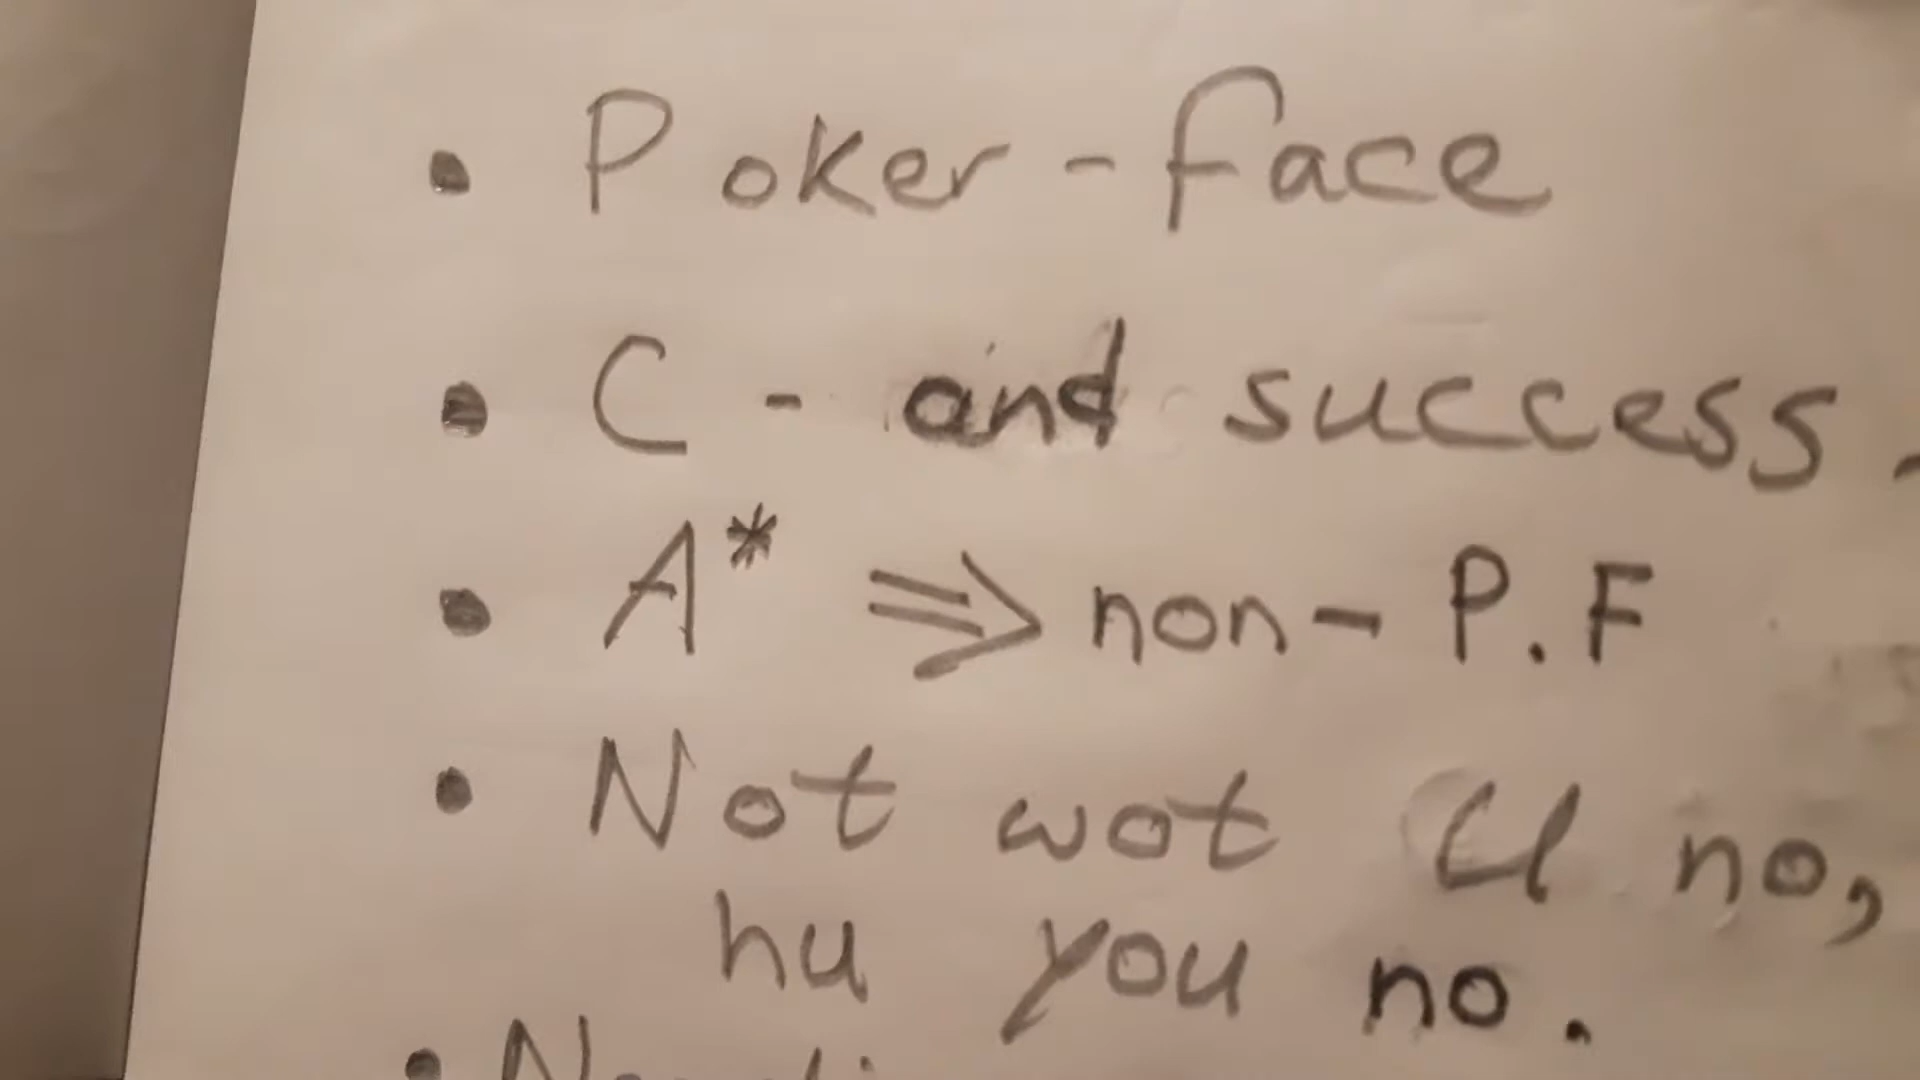 • Poker-face
• C - and success
• A* ⇒ non-P.F
• Not wot U no,
hu you no.